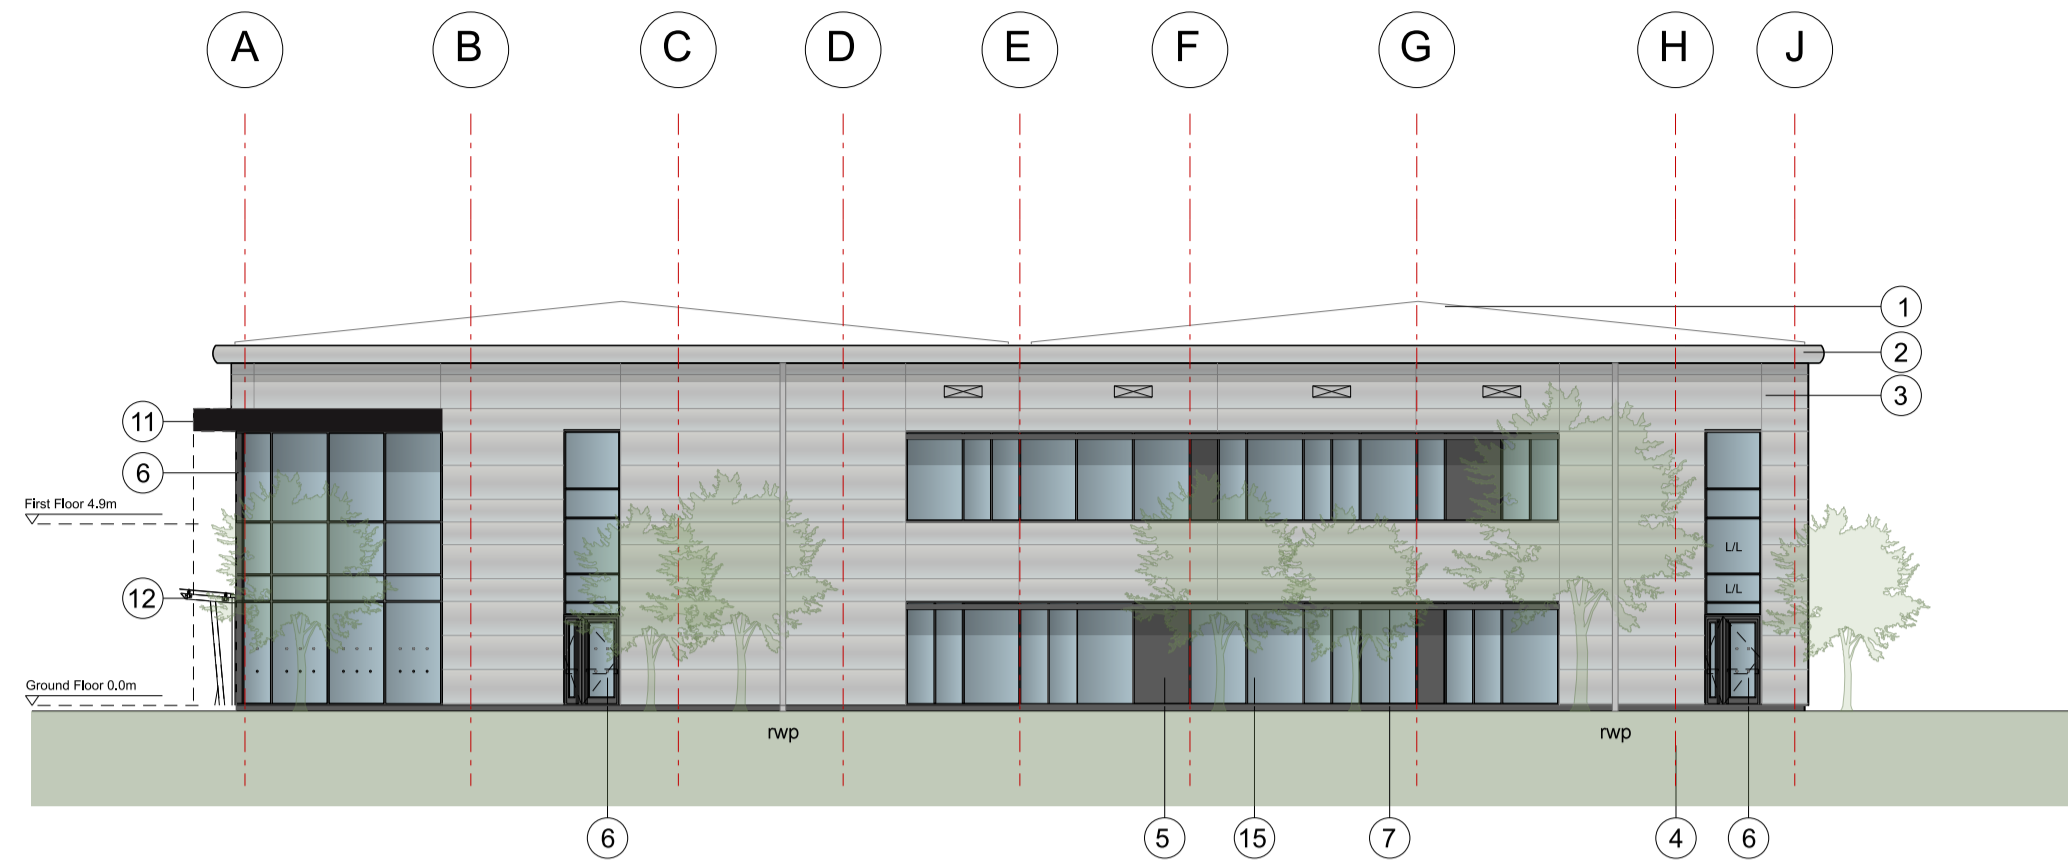 A B C D E F G H J
1
2
3
11
6
First Floor 4.9m
L/L
L/L
12
Ground Floor 0.0m
rwp rwp
6 5 15 7 4 6